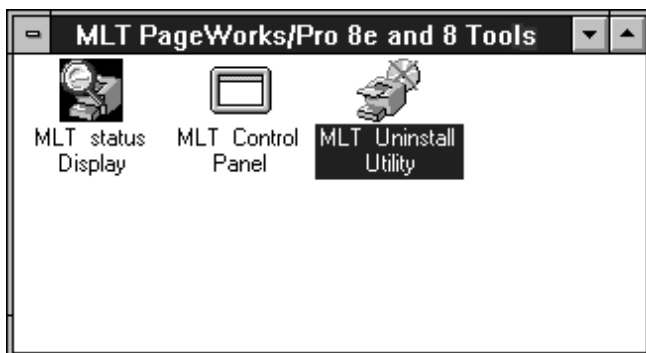 MLT PageWorks/Pro 8e and 8 Tools
MLT status
Display
MLT Control
Panel
MLT Uninstall
Utility